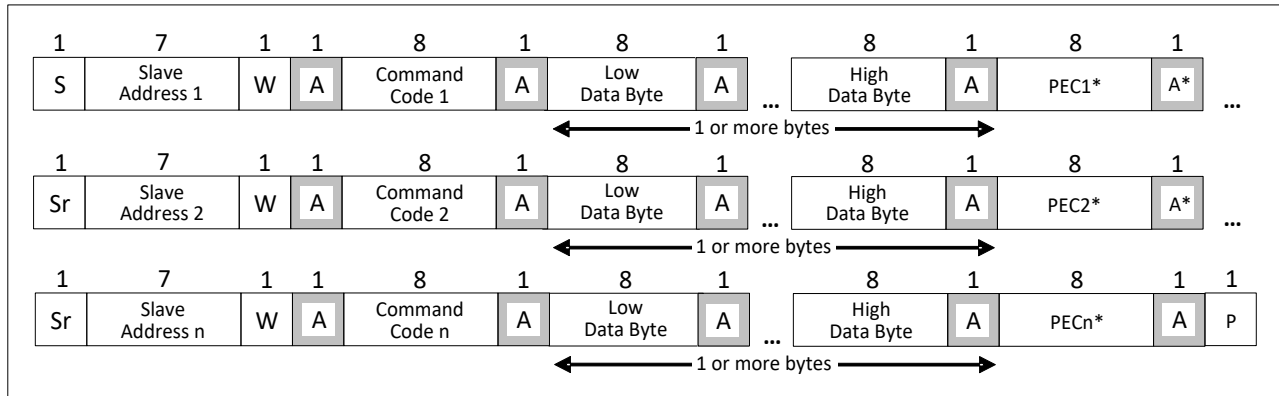 1 7 1 1 8 1 8 1 8 1 8 1
S Slave Address 1 W A Command Code 1 A Low Data Byte A ... High Data Byte A PEC1* A* ...
1 or more bytes
1 7 1 1 8 1 8 1 8 1 8 1
Sr Slave Address 2 W A Command Code 2 A Low Data Byte A ... High Data Byte A PEC2* A* ...
1 or more bytes
1 7 1 1 8 1 8 1 8 1 8 1 1
Sr Slave Address n W A Command Code n A Low Data Byte A ... High Data Byte A PECn* A P
1 or more bytes